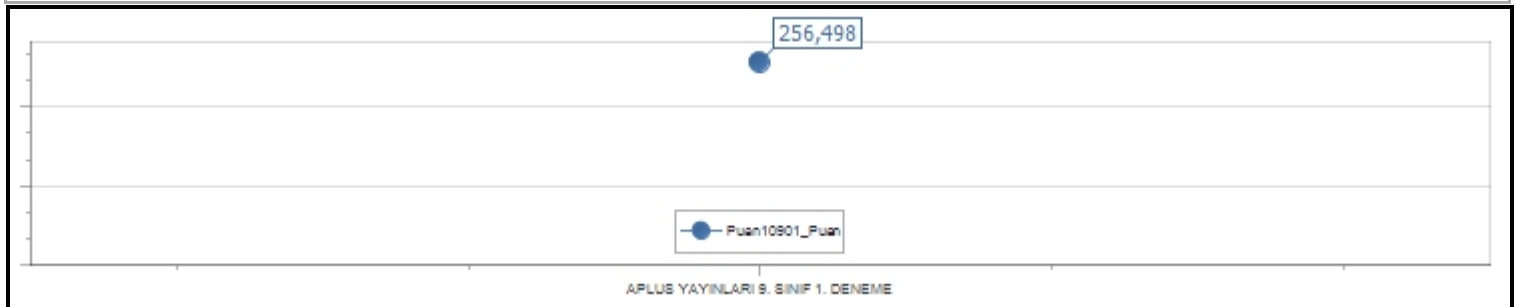 256,498
Puan10901_Puan
APLUS YAYINLARI 9. SINIF 1. DENEME